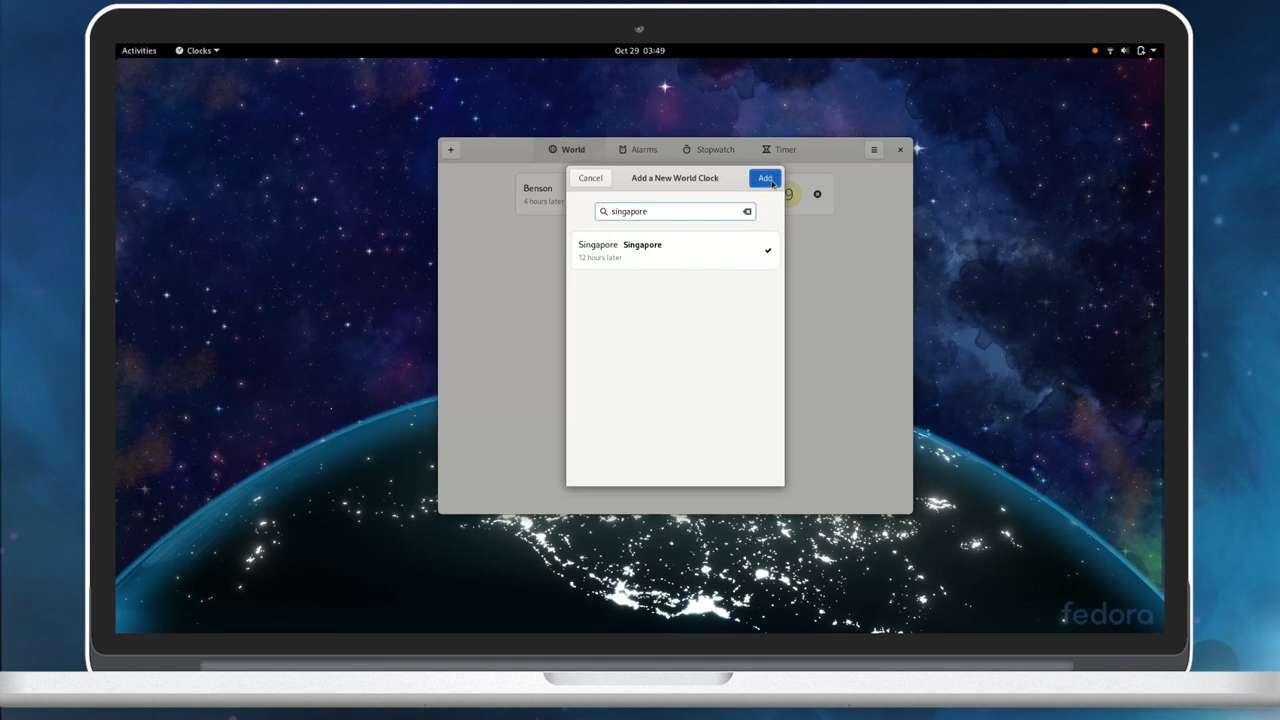 Activities
Clocks
Oct 29 03:49
World
Alarms
Stopwatch
Timer
Benson
4 hours later
9
Cancel
Add a New World Clock
Add
singapore
Singapore Singapore
12 hours later
fedora